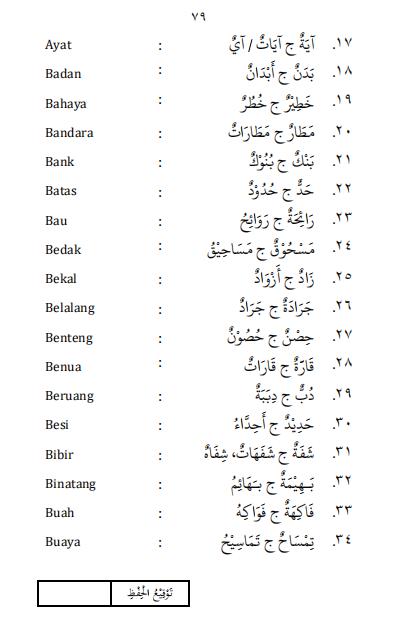 ٧٩
١٧. آيَةٌ ج آيَاتٌ / آيٌ : Ayat
١٨. بَدَنٌ ج أَبْدَانٌ : Badan
١٩. خَطِيْرٌ ج خُطُرٌ : Bahaya
٢٠. مَطَارٌ ج مَطَارَاتٌ : Bandara
٢١. بَنْكٌ ج بُنُوْكٌ : Bank
٢٢. حَدٌّ ج حُدُوْدٌ : Batas
٢٣. رَائِحَةٌ ج رَوَائِحُ : Bau
٢٤. مَسْحُوْقٌ ج مَسَاحِيْقُ : Bedak
٢٥. زَادٌ ج أَزْوَادٌ : Bekal
٢٦. جَرَادَةٌ ج جَرَادٌ : Belalang
٢٧. حِصْنٌ ج حُصُوْنٌ : Benteng
٢٨. قَارَةٌ ج قَارَاتٌ : Benua
٢٩. دُبٌّ ج دِبَبَةٌ : Beruang
٣٠. حَدِيْدٌ ج أَحِدَّاءُ : Besi
٣١. شَفَةٌ ج شَفَهَاتٌ، شِفَاهٌ : Bibir
٣٢. بَهِيْمَةٌ ج بَهَائِمُ : Binatang
٣٣. فَاكِهَةٌ ج فَوَاكِهُ : Buah
٣٤. تِمْسَاحٌ ج تَمَاسِيْحُ : Buaya
تَوْقِيْعُ الْحِفْظِ